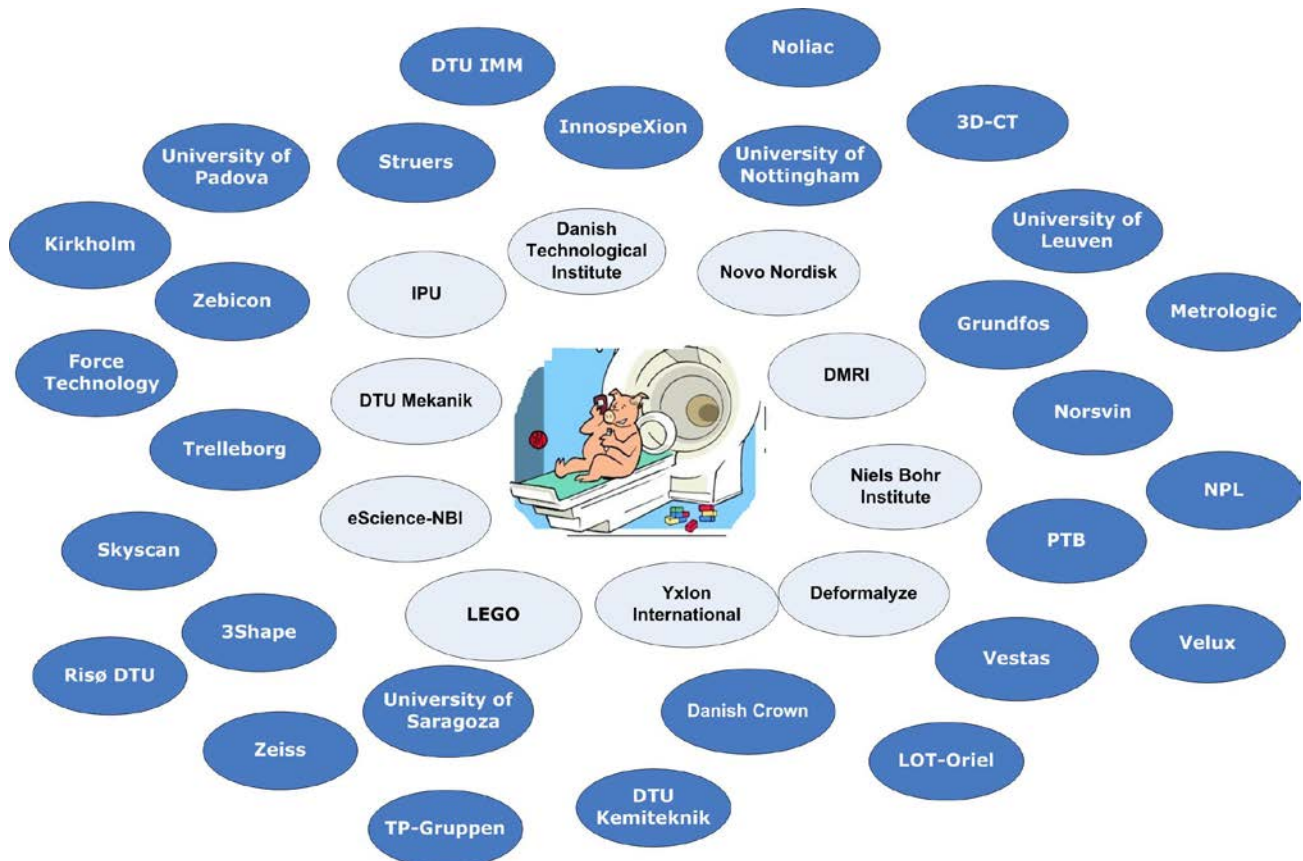 Noliac
DTU IMM
InnospeXion
3D-CT
University of
Padova
Struers
University of
Nottingham
University of
Leuven
Kirkholm
Danish
Technological
Institute
Novo Nordisk
Zebicon
IPU
Grundfos
Metrologic
Force
Technology
DTU Mekanik
DMRI
Norsvin
Trelleborg
Niels Bohr
Institute
NPL
eScience-NBI
Skyscan
PTB
LEGO
Yxlon
International
Deformalyze
3Shape
Velux
Risø DTU
Vestas
University of
Saragoza
Danish Crown
Zeiss
LOT-Oriel
DTU
Kemiteknik
TP-Gruppen